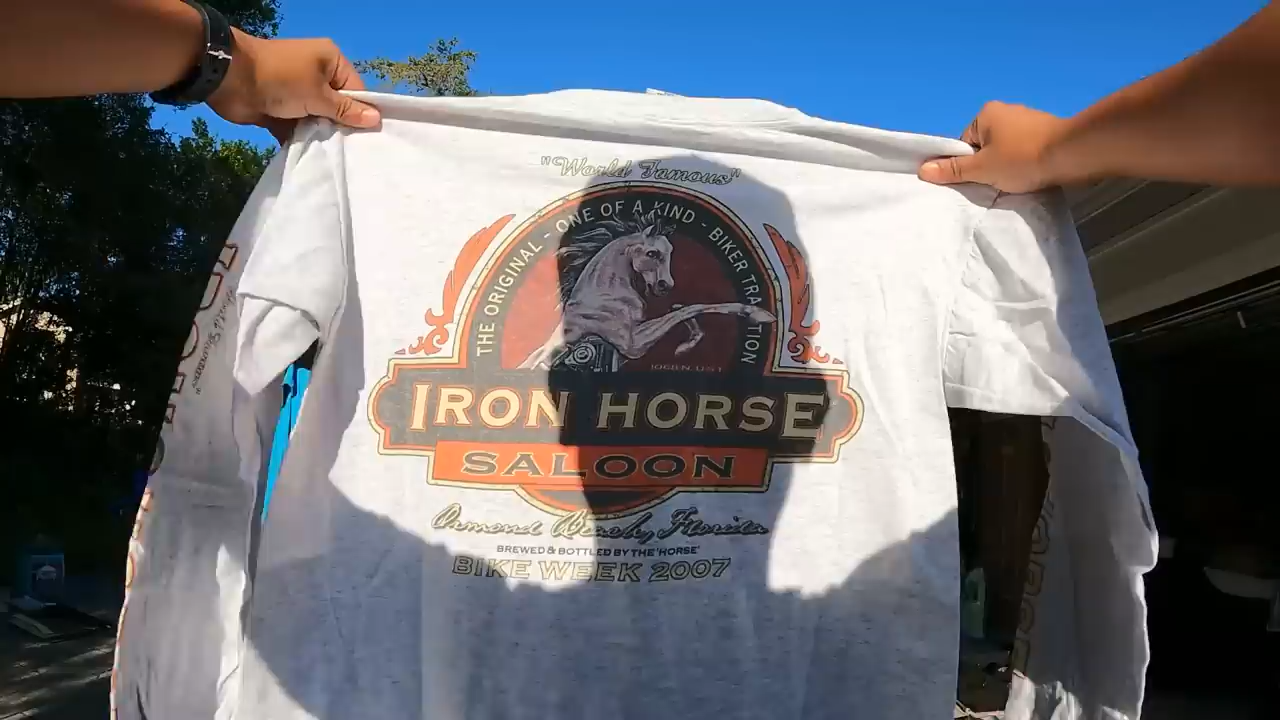 "World Famous"
THE ORIGINAL - ONE OF A KIND - BIKER TRADITION
IRON HORSE
SALOON
Ormond Beach, Florida
BREWED & BOTTLED BY THE 'HORSE'
BIKE WEEK 2007